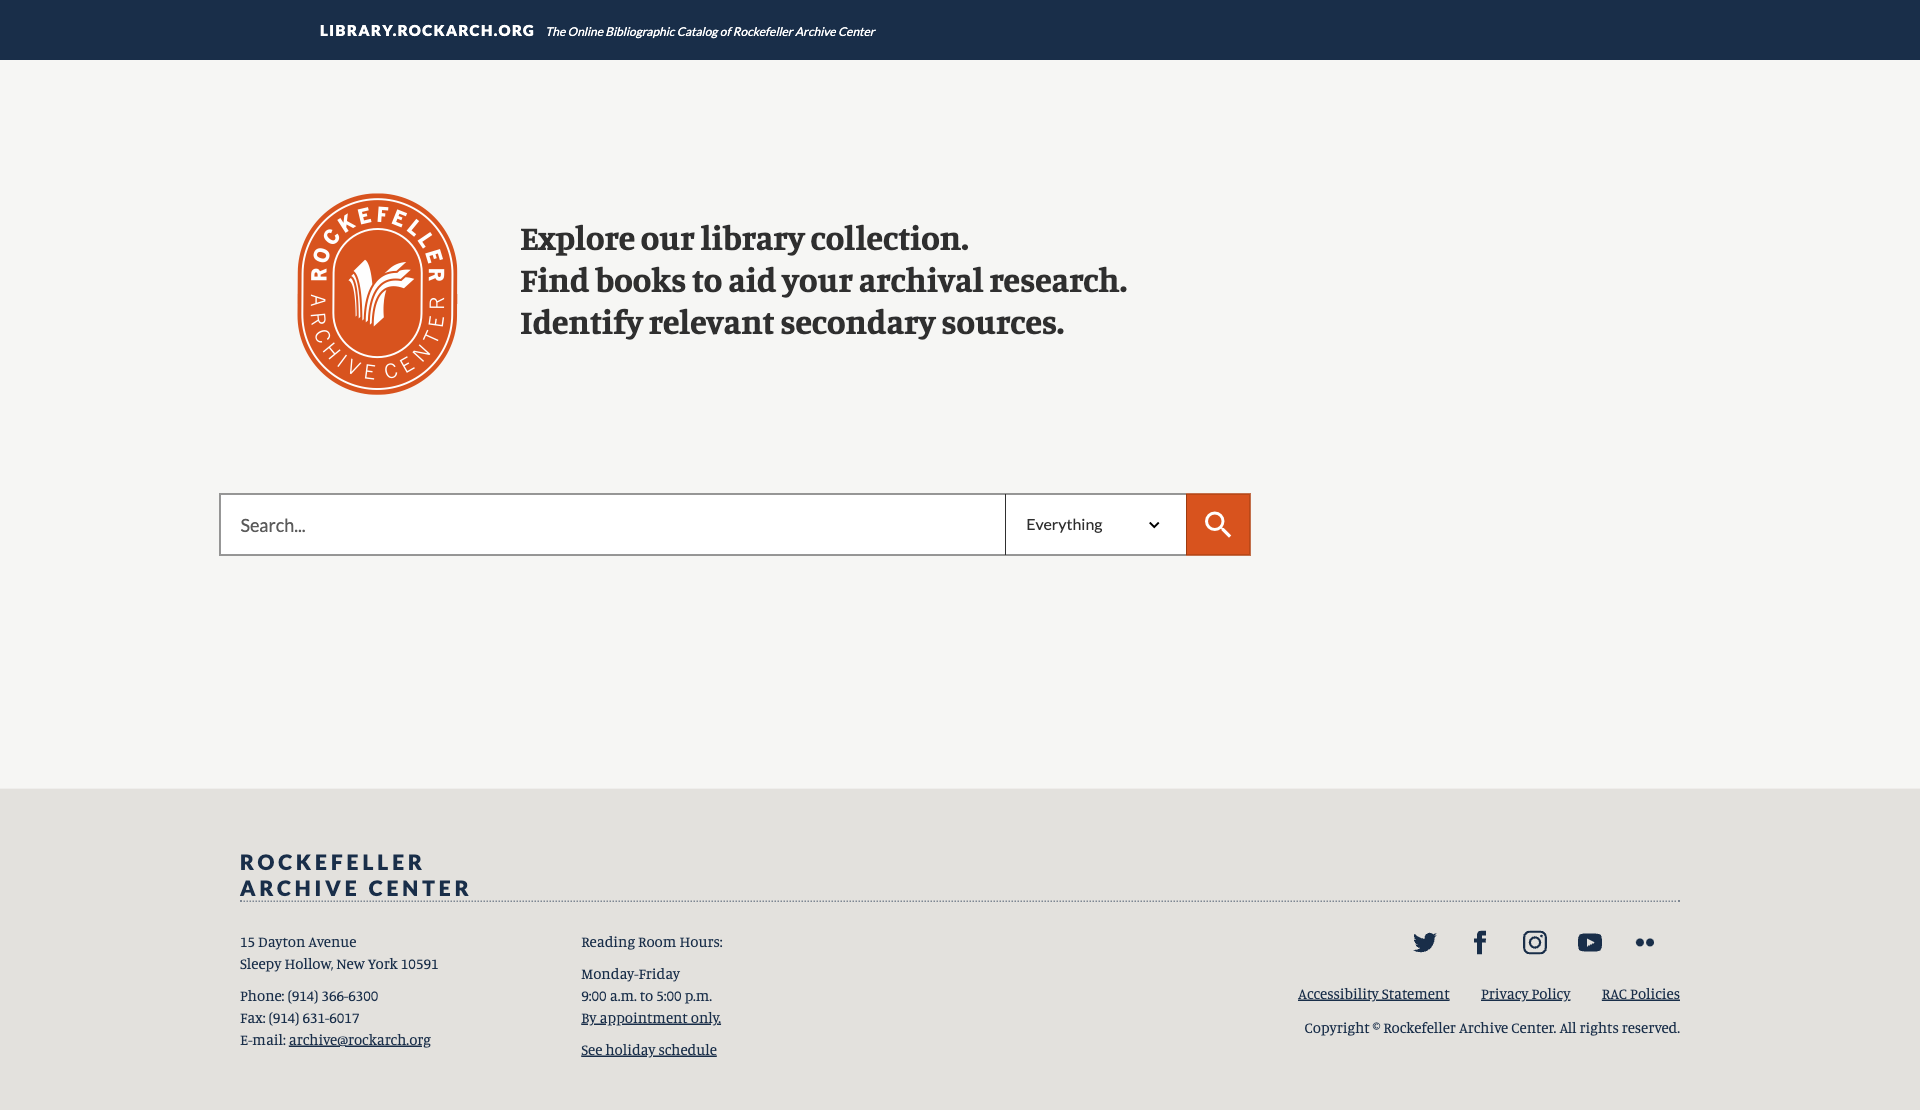 LIBRARY.ROCKARCH.ORG The Online Bibliographic Catalog of Rockefeller Archive Center
ROCKEFELLER
ARCHIVE CENTER
Explore our library collection.
Find books to aid your archival research.
Identify relevant secondary sources.
Search...
Everything
ROCKEFELLER
ARCHIVE CENTER
15 Dayton Avenue
Sleepy Hollow, New York 10591
Phone: (914) 366-6300
Fax: (914) 631-6017
E-mail: archive@rockarch.org
Reading Room Hours:
Monday-Friday
9:00 a.m. to 5:00 p.m.
By appointment only.
See holiday schedule
Accessibility Statement Privacy Policy RAC Policies
Copyright © Rockefeller Archive Center. All rights reserved.